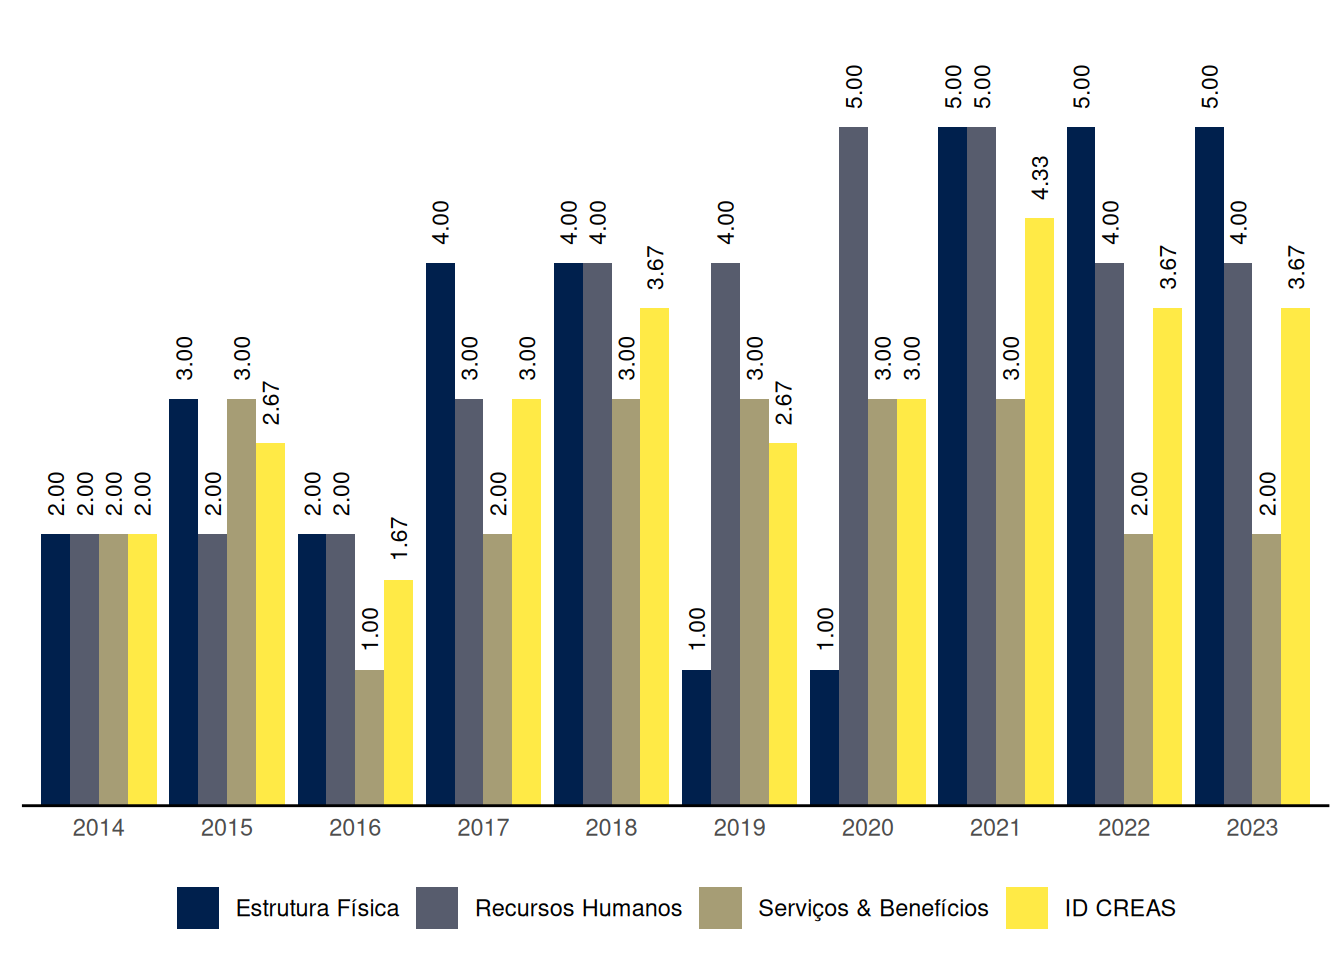 5.00 5.00 5.00 5.00 5.00
4.33
4.00 4.00 4.00 4.00 4.00 4.00
3.67 3.67 3.67
3.00 3.00 3.00 3.00 3.00 3.00 3.00 3.00 3.00
2.67 2.67
2.00 2.00 2.00 2.00 2.00 2.00 2.00 2.00 2.00 2.00
1.67
1.00 1.00 1.00
2014 2015 2016 2017 2018 2019 2020 2021 2022 2023
Estrutura Física Recursos Humanos Serviços & Benefícios ID CREAS